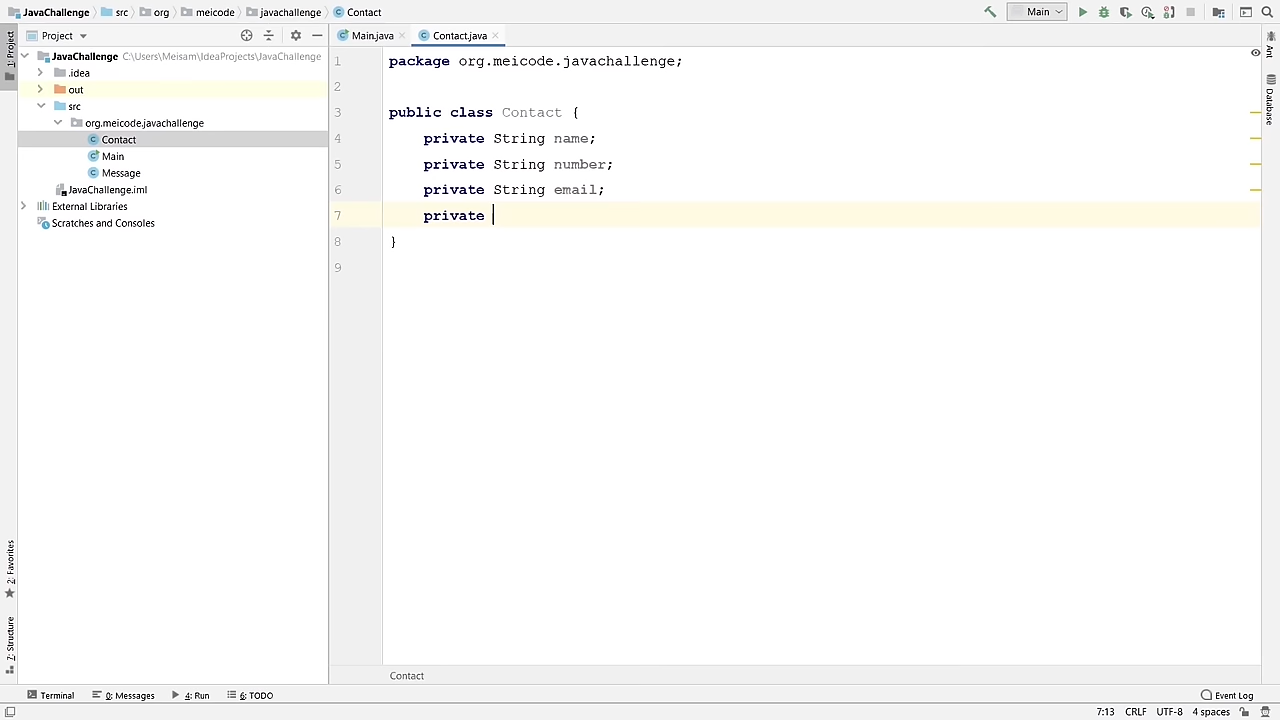 JavaChallenge src org meicode javachallenge Contact Main
1: Project
Project
Main.java Contact.java
JavaChallenge C:\Users\Meisam\IdeaProjects\JavaChallenge
.idea
out
src
org.meicode.javachallenge
Contact
Main
Message
JavaChallenge.iml
External Libraries
Scratches and Consoles
1 package org.meicode.javachallenge;
2
3 public class Contact {
4 private String name;
5 private String number;
6 private String email;
7 private
8 }
9
Ant
Database
2: Favorites
7: Structure
Contact
Terminal 0: Messages 4: Run 6: TODO Event Log
7:13 CRLF UTF-8 4 spaces